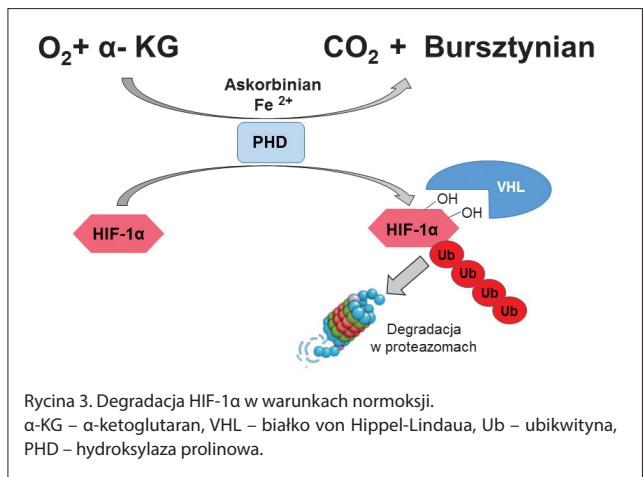 O₂+ α- KG
CO₂ + Bursztynian
Askorbinian
Fe ²⁺
PHD
VHL
OH
OH
HIF-1α
HIF-1α
Ub
Ub
Ub
Ub
Degradacja
w proteazomach
Rycina 3. Degradacja HIF-1α w warunkach normoksji.
α-KG – α-ketoglutaran, VHL – białko von Hippel-Lindaua, Ub – ubikwityna,
PHD – hydroksylaza prolinowa.